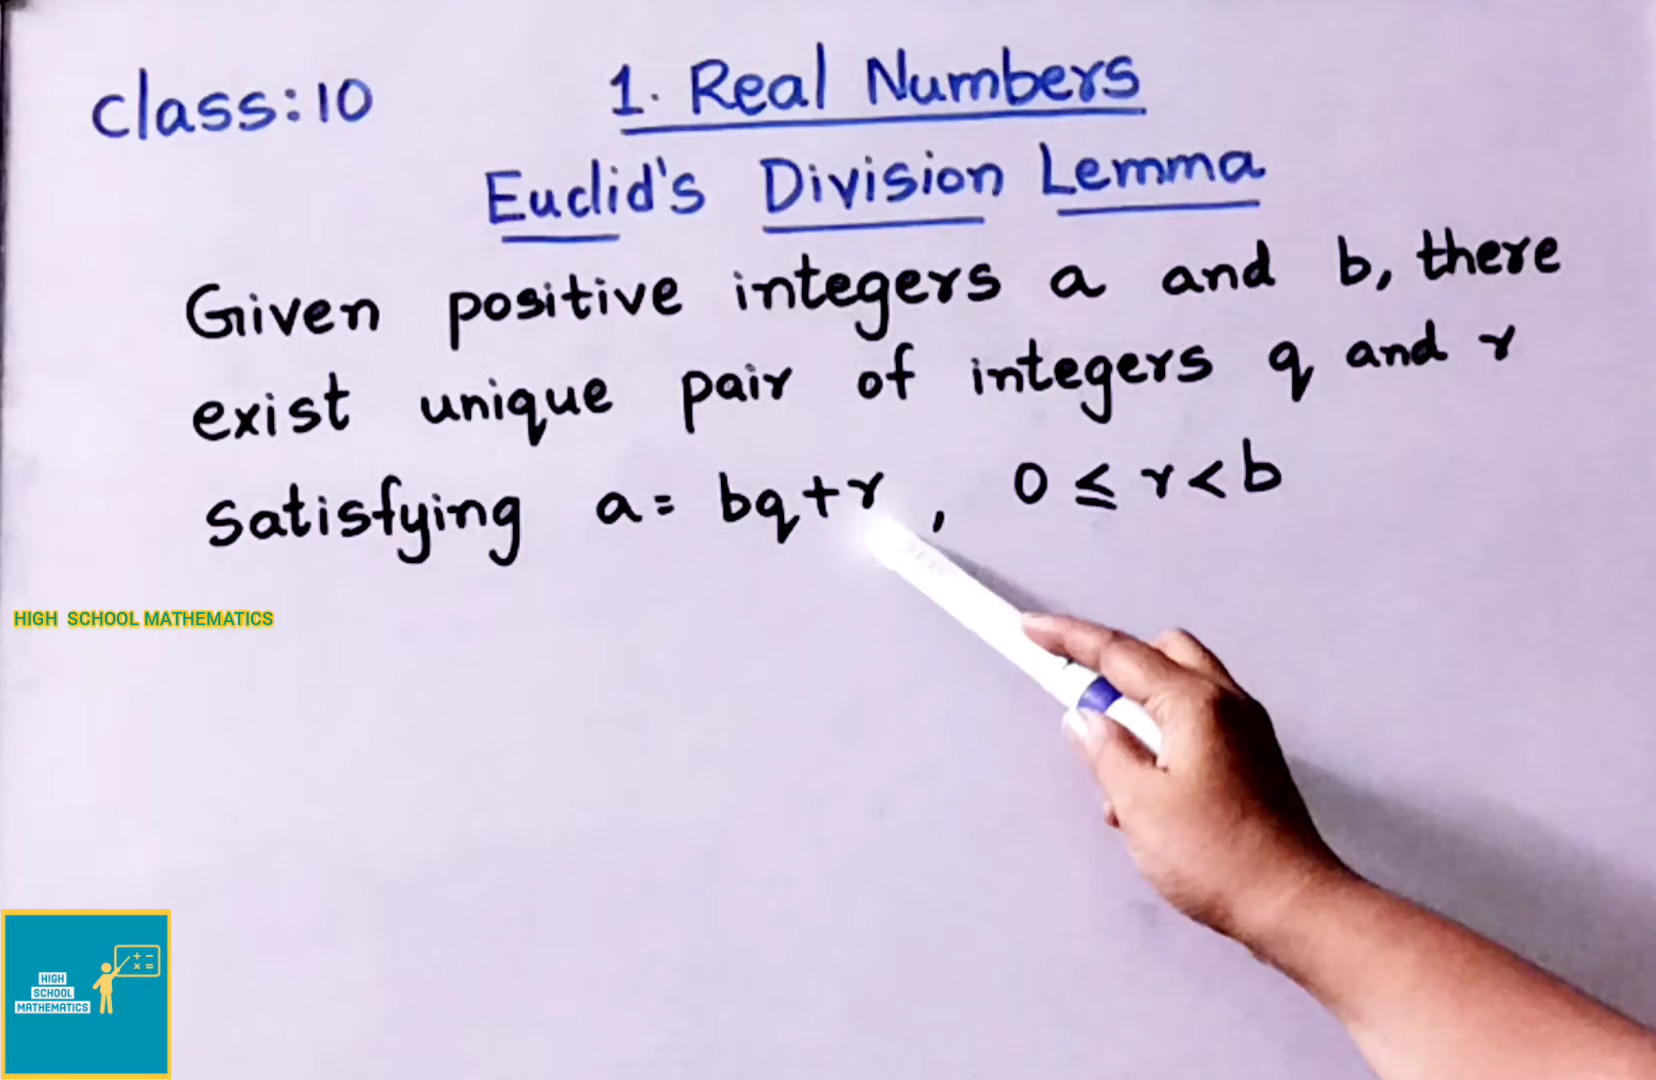 class:10
1. Real Numbers
Euclid's Division Lemma
Given positive integers a and b, there
exist unique pair of integers q and r
satisfying a = bq+r , 0 ≤ r < b
HIGH SCHOOL MATHEMATICS
+ −
× =
HIGH
SCHOOL
MATHEMATICS